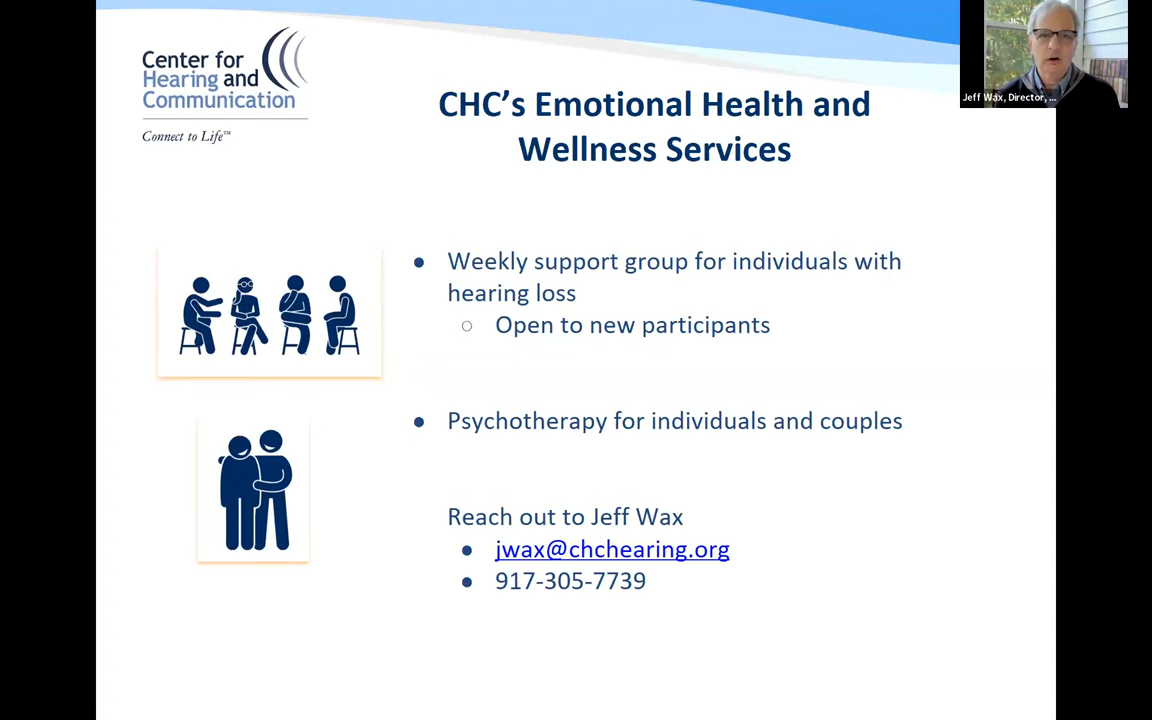 Center for
Hearing and
Communication
Connect to Life™
Jeff Wax, Director, ...
CHC’s Emotional Health and
Wellness Services
● Weekly support group for individuals with
hearing loss
○ Open to new participants
● Psychotherapy for individuals and couples
Reach out to Jeff Wax
● jwax@chchearing.org
● 917-305-7739